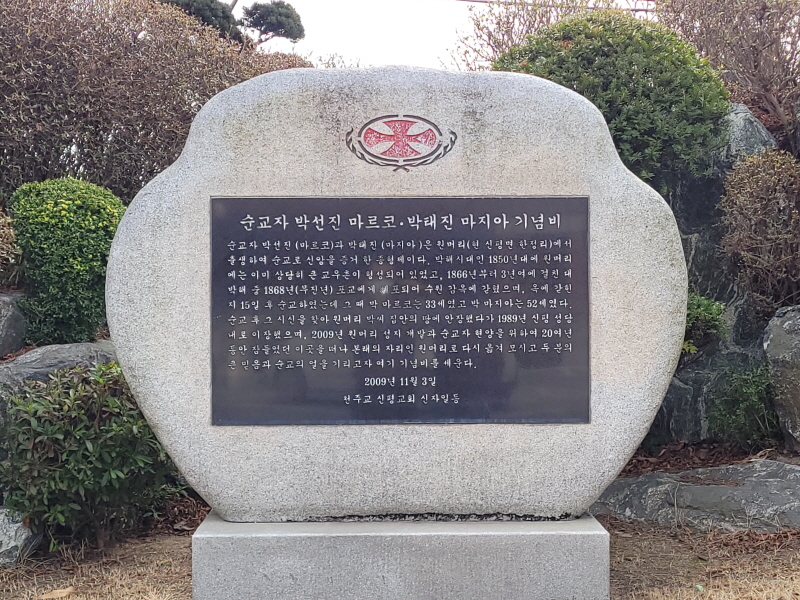 순교자 박선진 마르코·박태진 마지아 기념비
순교자 박선진 (마르코)과 박태진 (마지아)은 원머리(현 신평면 한정리)에서
출생하여 순교로 신앙을 증거 한 종형제이다. 박해시대인 1850년대에 원머리
에는 이미 상당히 큰 교우촌이 형성되어 있었고, 1866년부터 3년여에 걸친 대
박해 중 1868년(무진년) 포교에게 체포되어 수원 감옥에 갇혔으며, 옥에 갇힌
지 15일 후 순교하였는데 그 때 박 마르코는 33세였고 박 마지아는 52세였다.
순교 후 그 시신을 찾아 원머리 박씨 집안의 땅에 안장했다가 1989년 신평 성당
내로 이장했으며, 2009년 원머리 성지 개발과 순교자 현양을 위하여 20여년
동안 잠들었던 이곳을 떠나 본래의 자리인 원머리로 다시 옮겨 모시고 두 분의
큰 믿음과 순교의 얼을 기리고자 여기 기념비를 세운다.
2009년 11월 3일
천주교 신평교회 신자일동